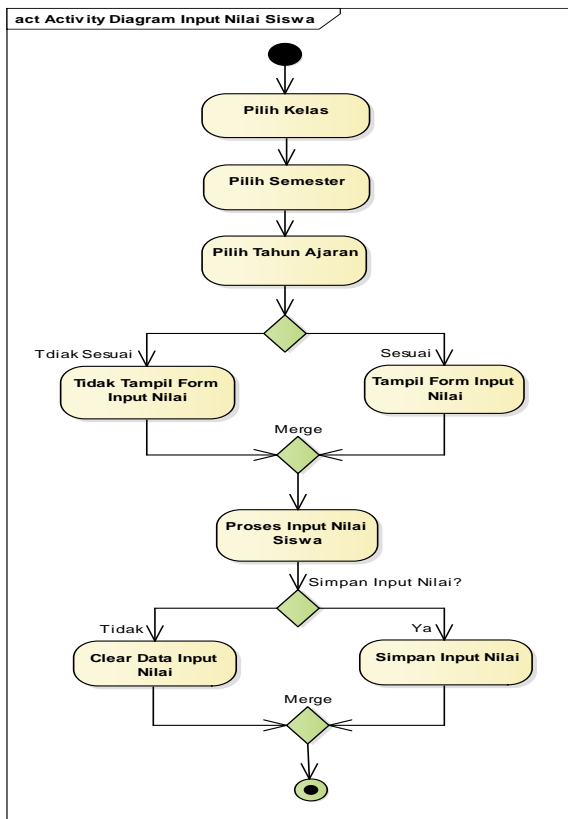 act Activity Diagram Input Nilai Siswa
Pilih Kelas
Pilih Semester
Pilih Tahun Ajaran
Tdiak Sesuai
Sesuai
Tidak Tampil Form
Input Nilai
Tampil Form Input
Nilai
Merge
Proses Input Nilai
Siswa
Simpan Input Nilai?
Tidak
Ya
Clear Data Input
Nilai
Simpan Input Nilai
Merge